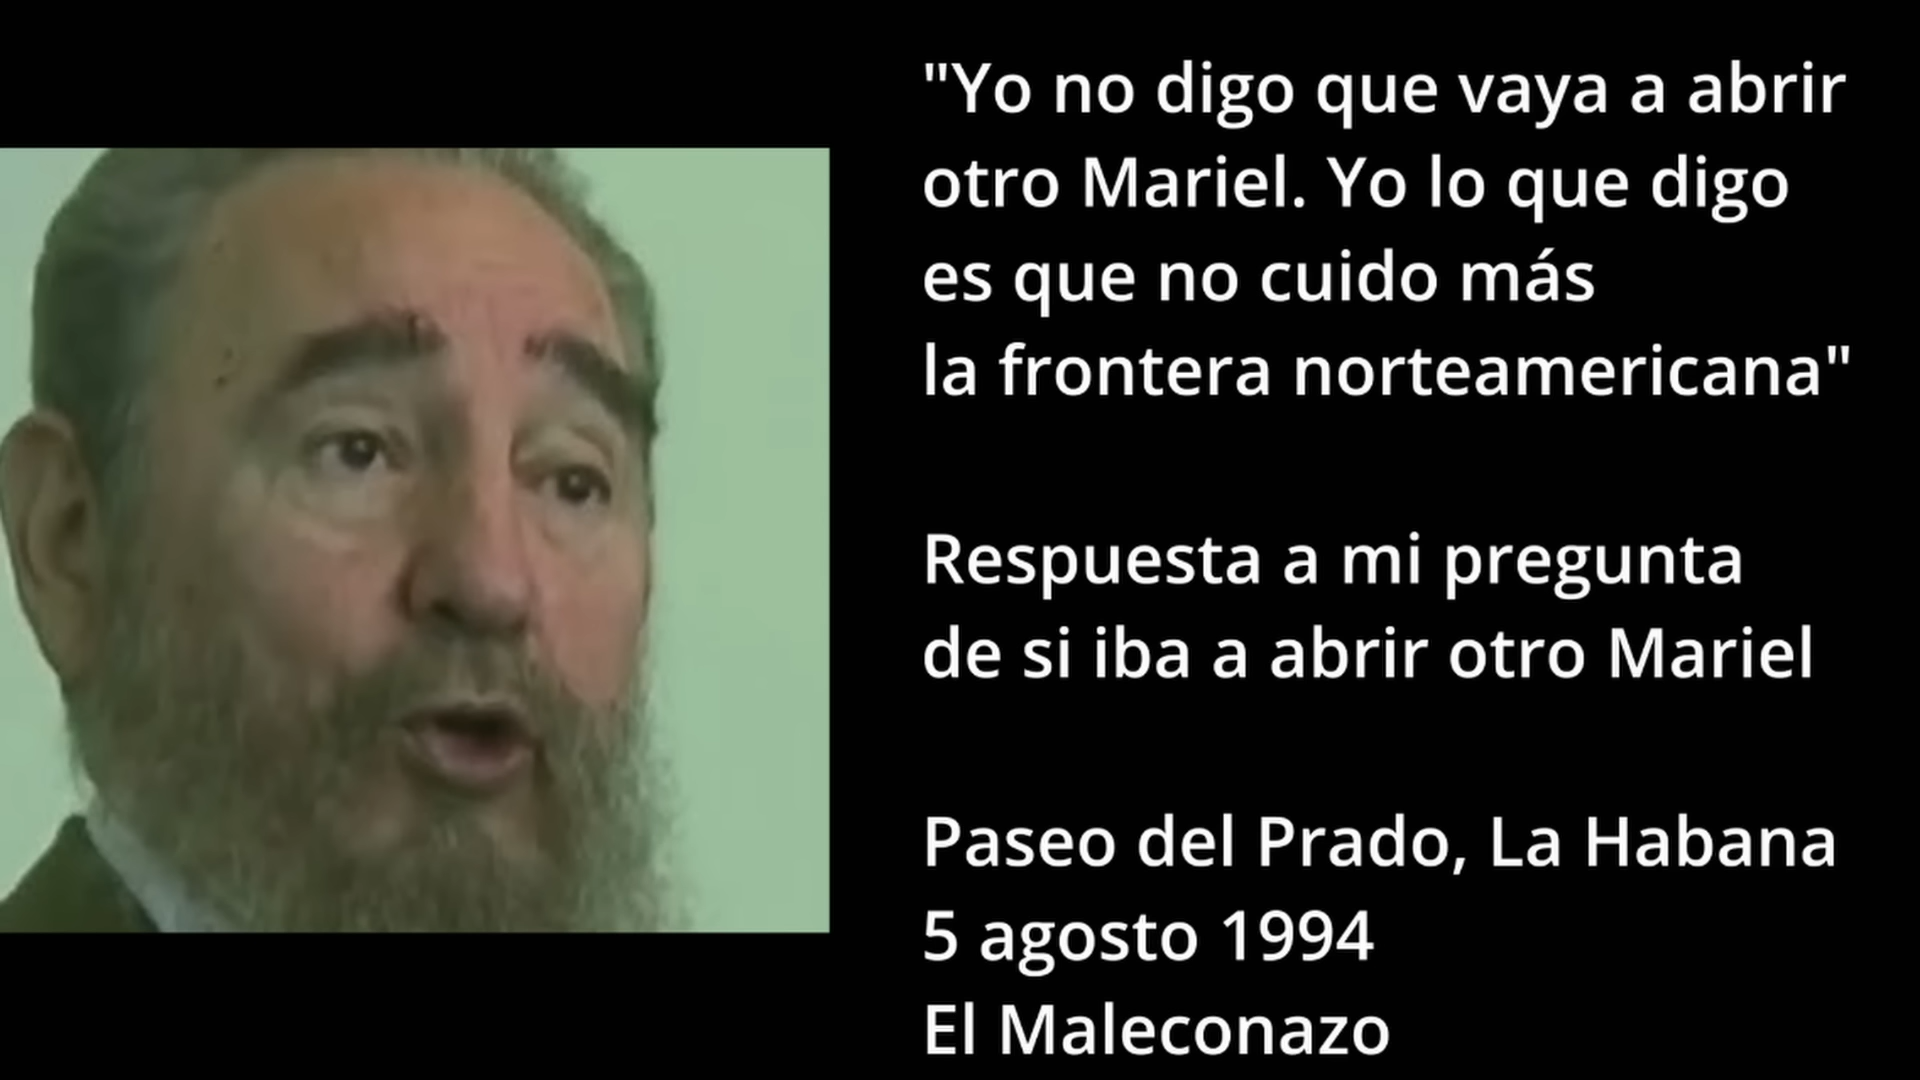 "Yo no digo que vaya a abrir
otro Mariel. Yo lo que digo
es que no cuido más
la frontera norteamericana"
Respuesta a mi pregunta
de si iba a abrir otro Mariel
Paseo del Prado, La Habana
5 agosto 1994
El Maleconazo